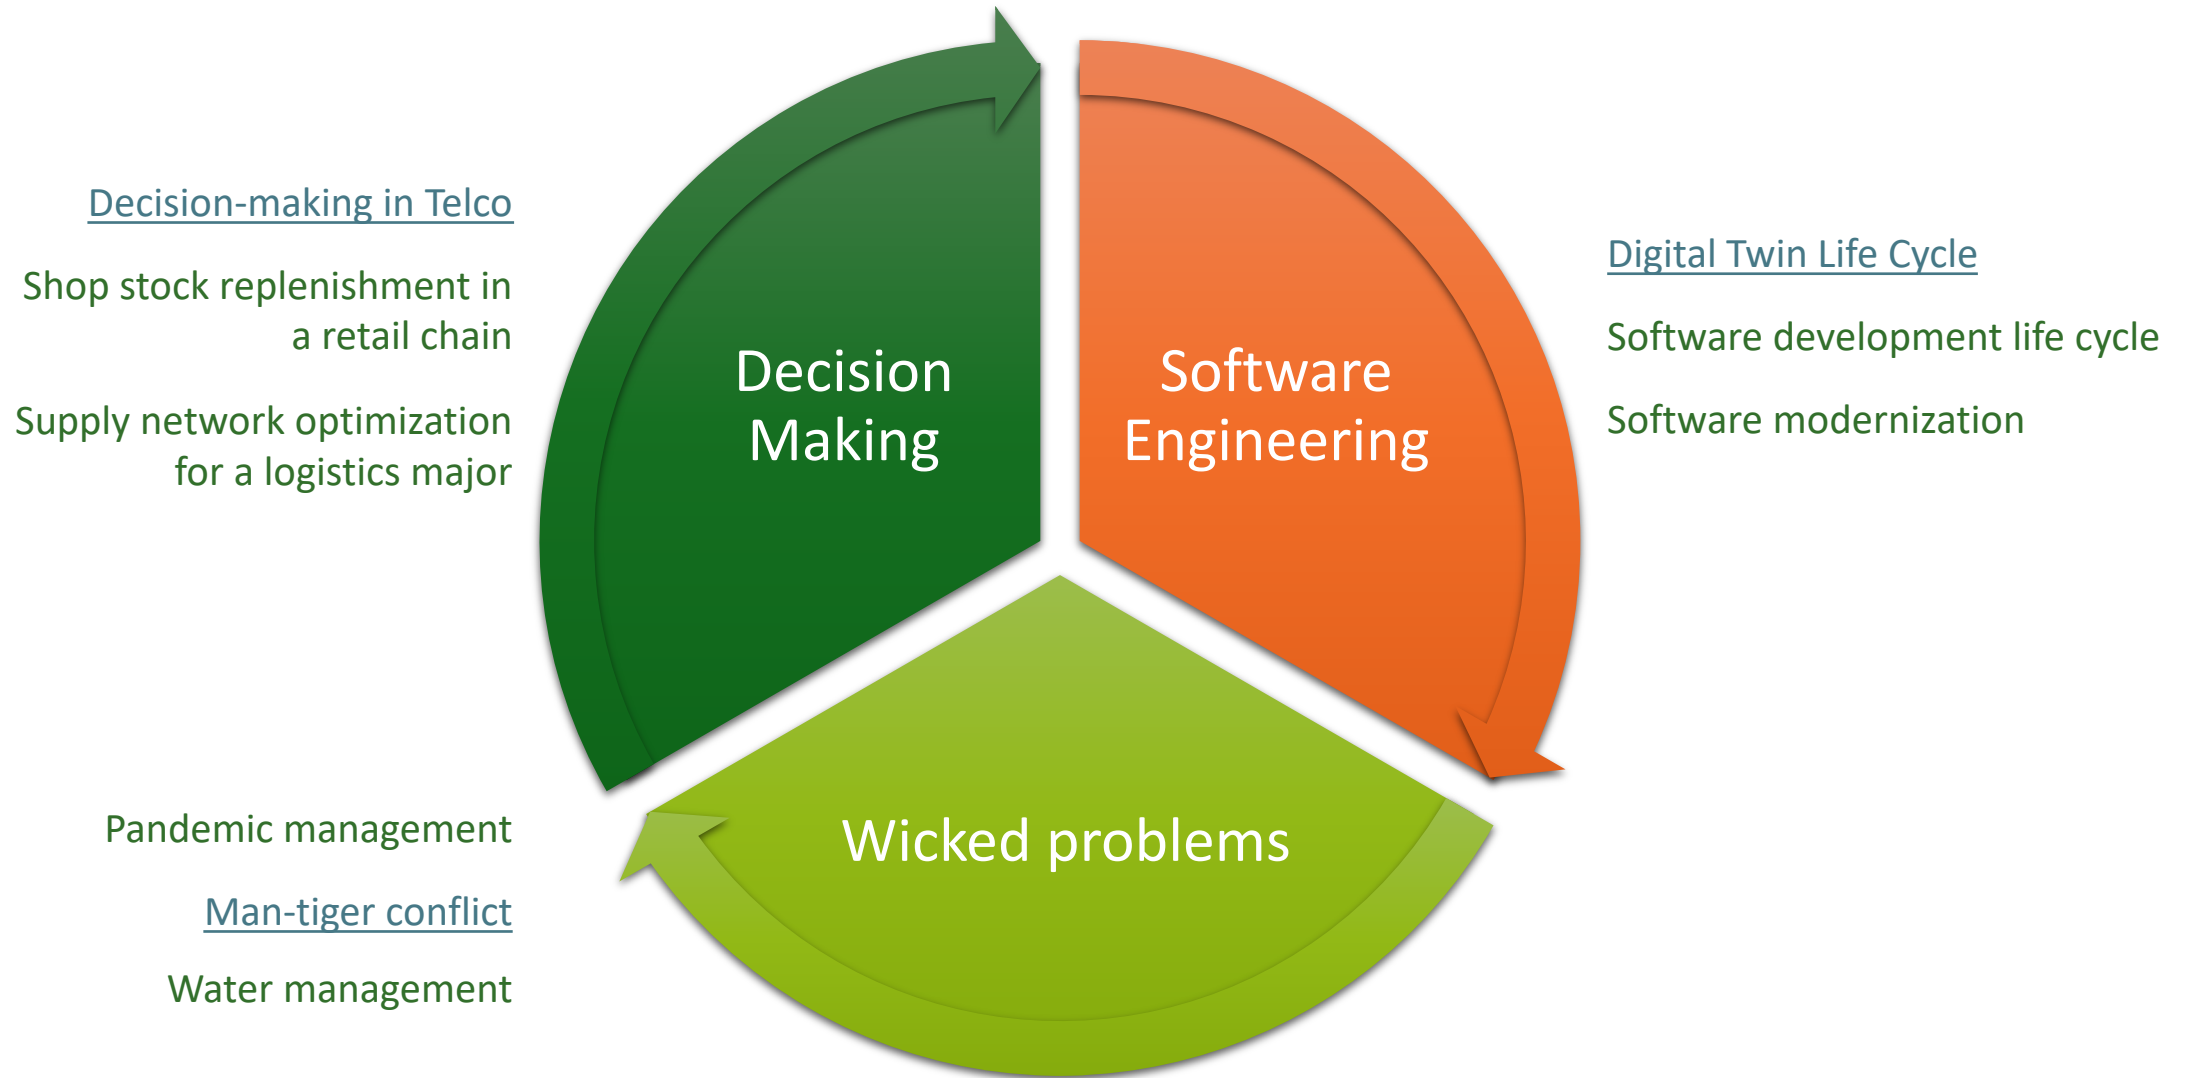 Decision-making in Telco
Shop stock replenishment in
a retail chain
Supply network optimization
for a logistics major
Decision
Making
Software
Engineering
Digital Twin Life Cycle
Software development life cycle
Software modernization
Wicked problems
Pandemic management
Man-tiger conflict
Water management